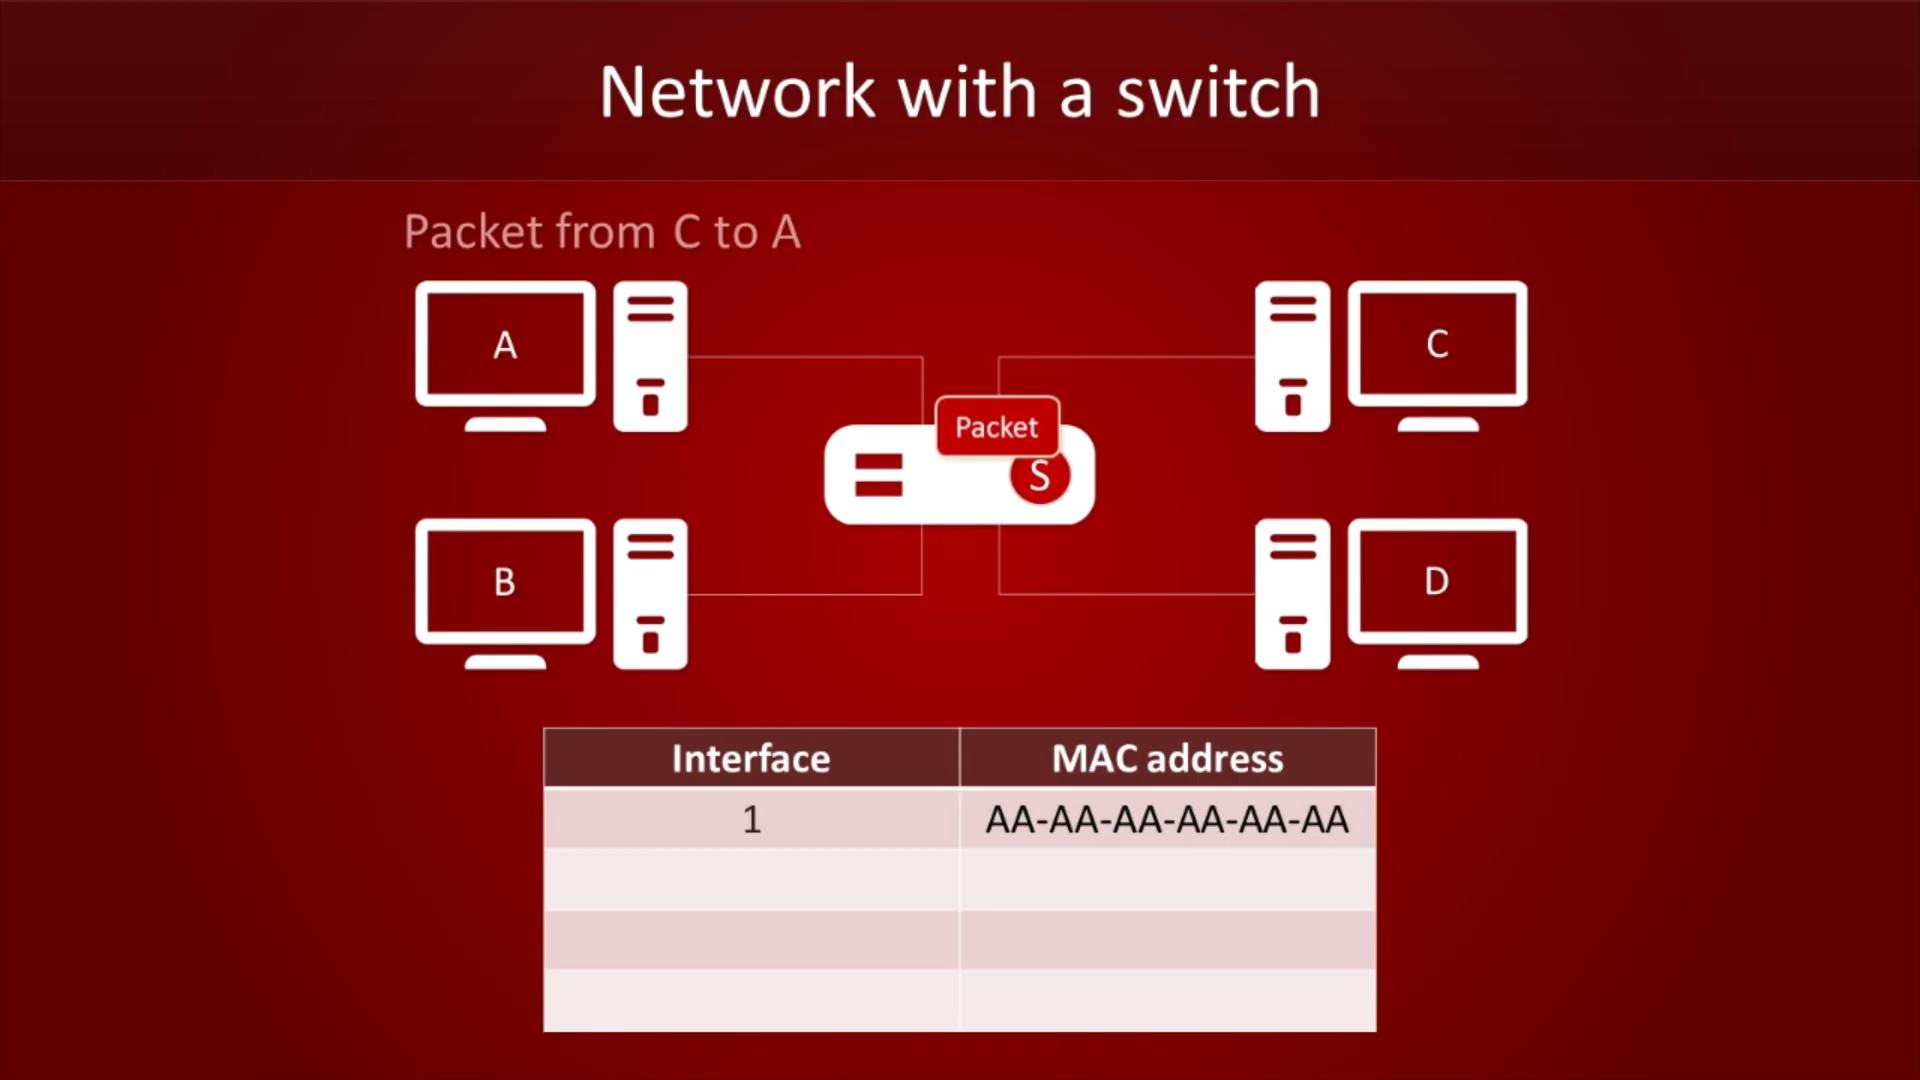 Network with a switch
Packet from C to A
A
C
Packet
S
B
D
Interface MAC address
1 AA-AA-AA-AA-AA-AA